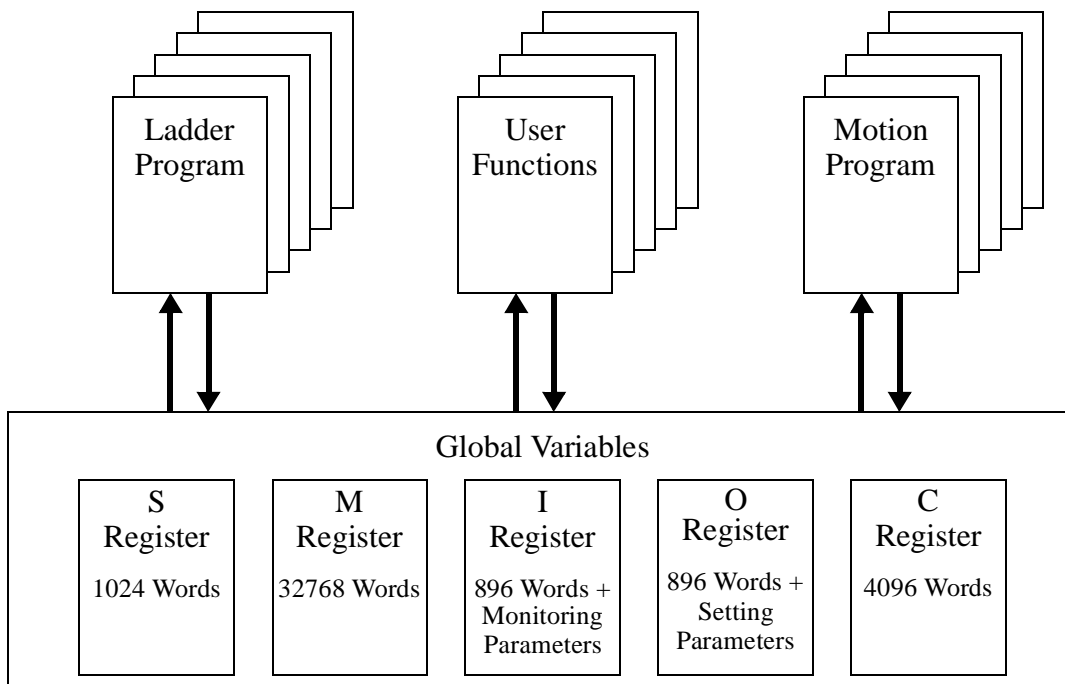 Ladder
Program
User
Functions
Motion
Program
Global Variables
S
Register
1024 Words
M
Register
32768 Words
I
Register
896 Words +
Monitoring
Parameters
O
Register
896 Words +
Setting
Parameters
C
Register
4096 Words